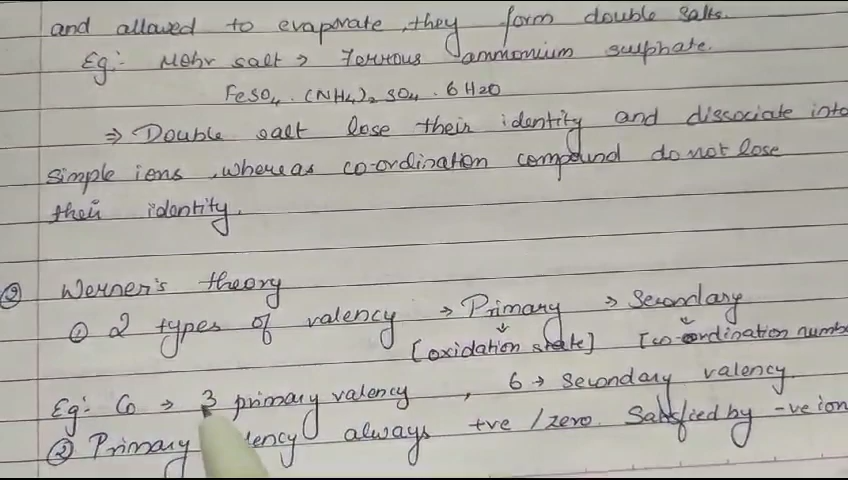 and allowed to evaporate, they form double salts.
Eg:- Mohr salt → Ferrous ammonium sulphate.
FeSO4 . (NH4)2 SO4 . 6 H2O
⇒ Double salt lose their identity and dissociate into
simple ions, whereas co-ordination compound do not lose
their identity.
② Werner's theory
① 2 types of valency → Primary → Secondary
[oxidation state] [co-ordination numbe
Eg:- Co → 3 primary valency, 6 → secondary valency
② Primary lency always +ve /zero. Satisfied by -ve ion